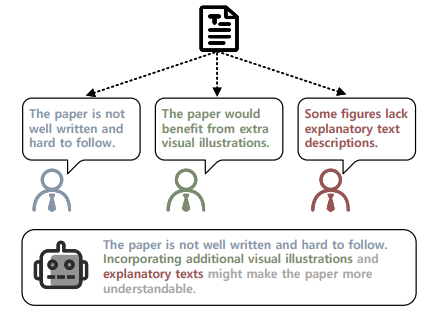 The paper is not
well written and
hard to follow.
The paper would
benefit from extra
visual illustrations.
Some figures lack
explanatory text
descriptions.
The paper is not well written and hard to follow.
Incorporating additional visual illustrations and
explanatory texts might make the paper more
understandable.